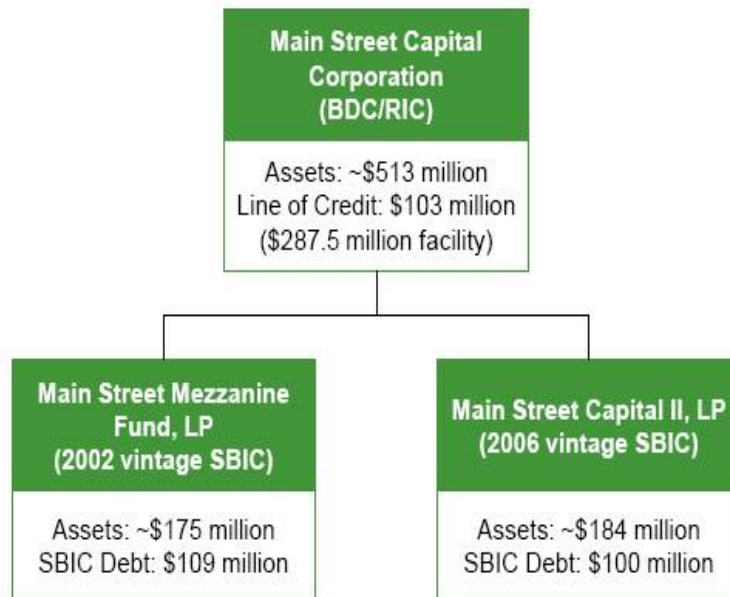 Main Street Capital
Corporation
(BDC/RIC)
Assets: ~$513 million
Line of Credit: $103 million
($287.5 million facility)
Main Street Mezzanine
Fund, LP
(2002 vintage SBIC)
Assets: ~$175 million
SBIC Debt: $109 million
Main Street Capital II, LP
(2006 vintage SBIC)
Assets: ~$184 million
SBIC Debt: $100 million